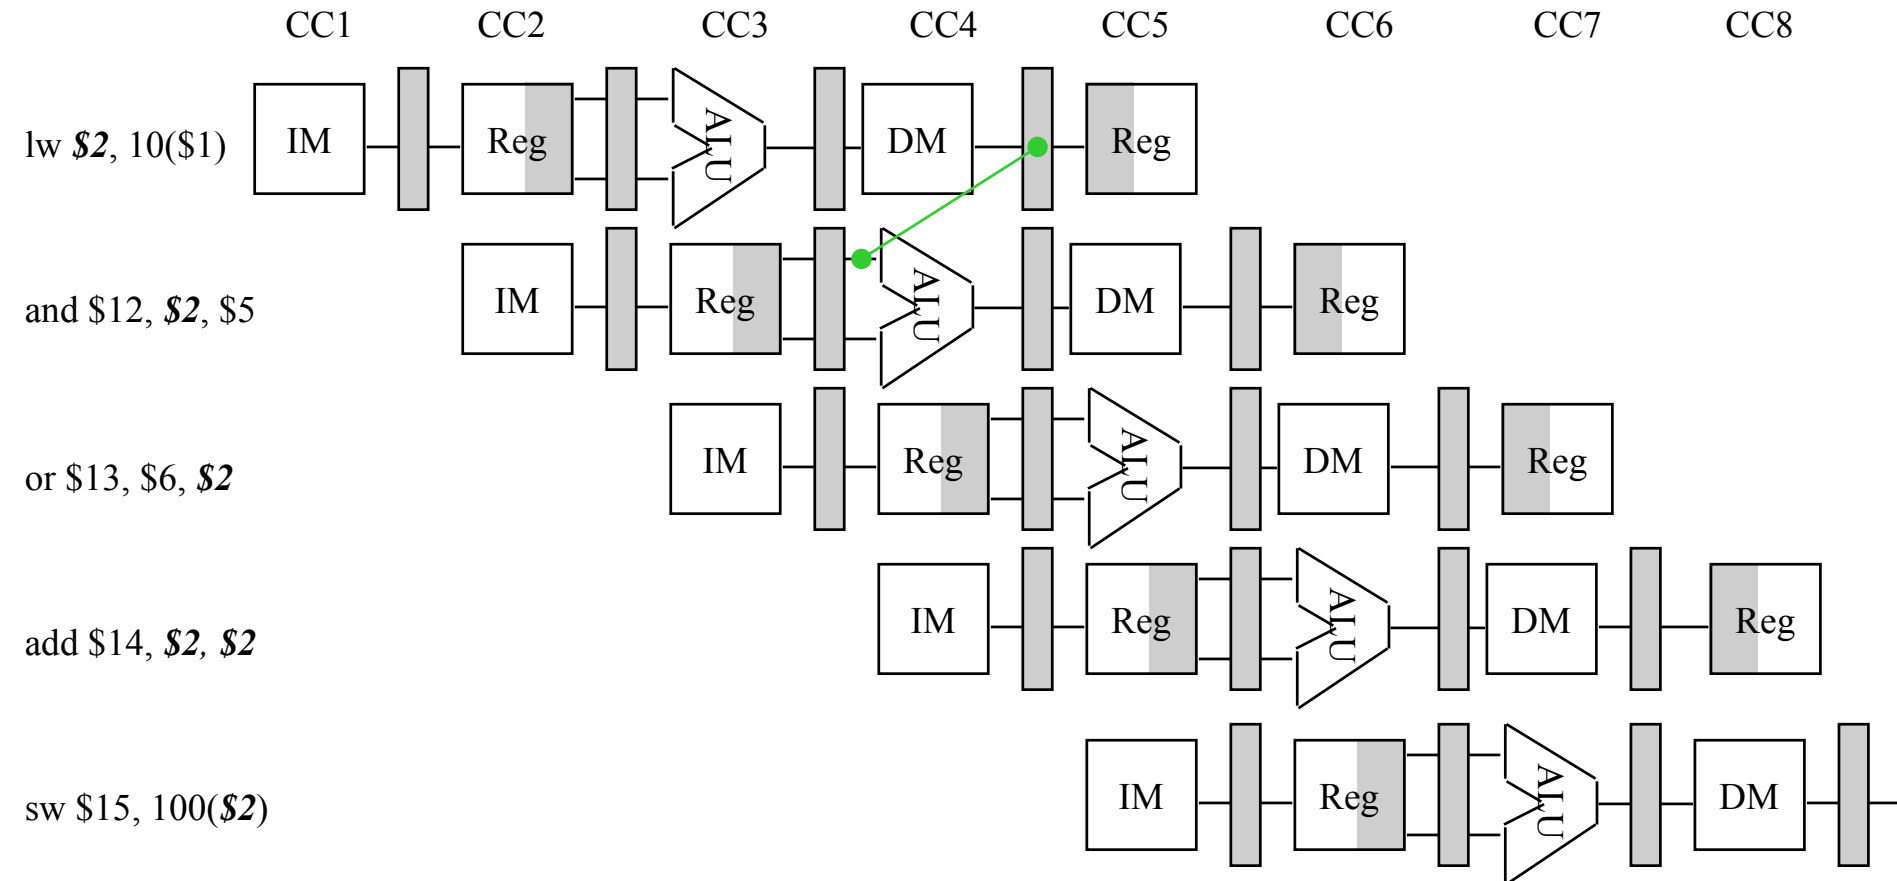 CC1 CC2 CC3 CC4 CC5 CC6 CC7 CC8
lw $2, 10($1) IM Reg ALU DM Reg
and $12, $2, $5 IM Reg ALU DM Reg
or $13, $6, $2 IM Reg ALU DM Reg
add $14, $2, $2 IM Reg ALU DM Reg
sw $15, 100($2) IM Reg ALU DM